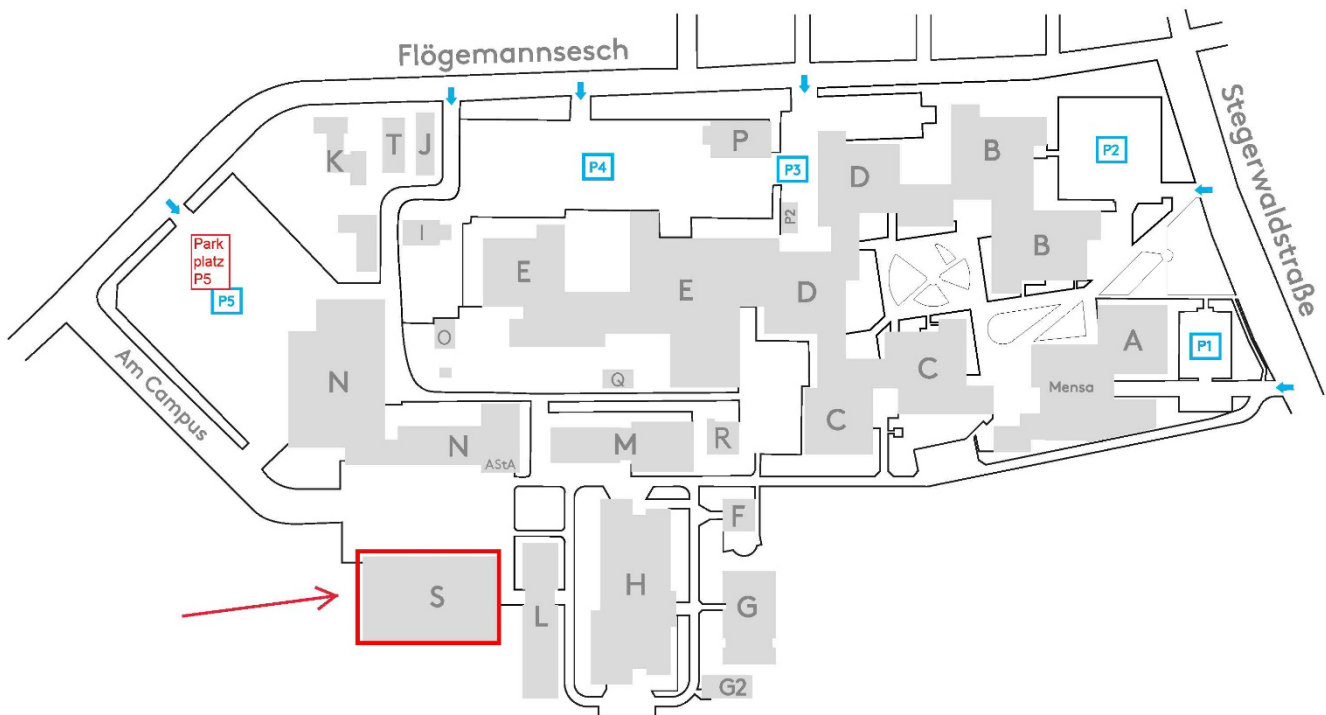 Flögemannsesch
Stegerwaldstraße
K
T
J
P
P4
P3
D
B
P2
P2
I
B
Park
platz
P5
P5
E
E
D
O
A
P1
N
Q
C
Mensa
Am Campus
C
N
AStA
M
R
F
S
L
H
G
G2